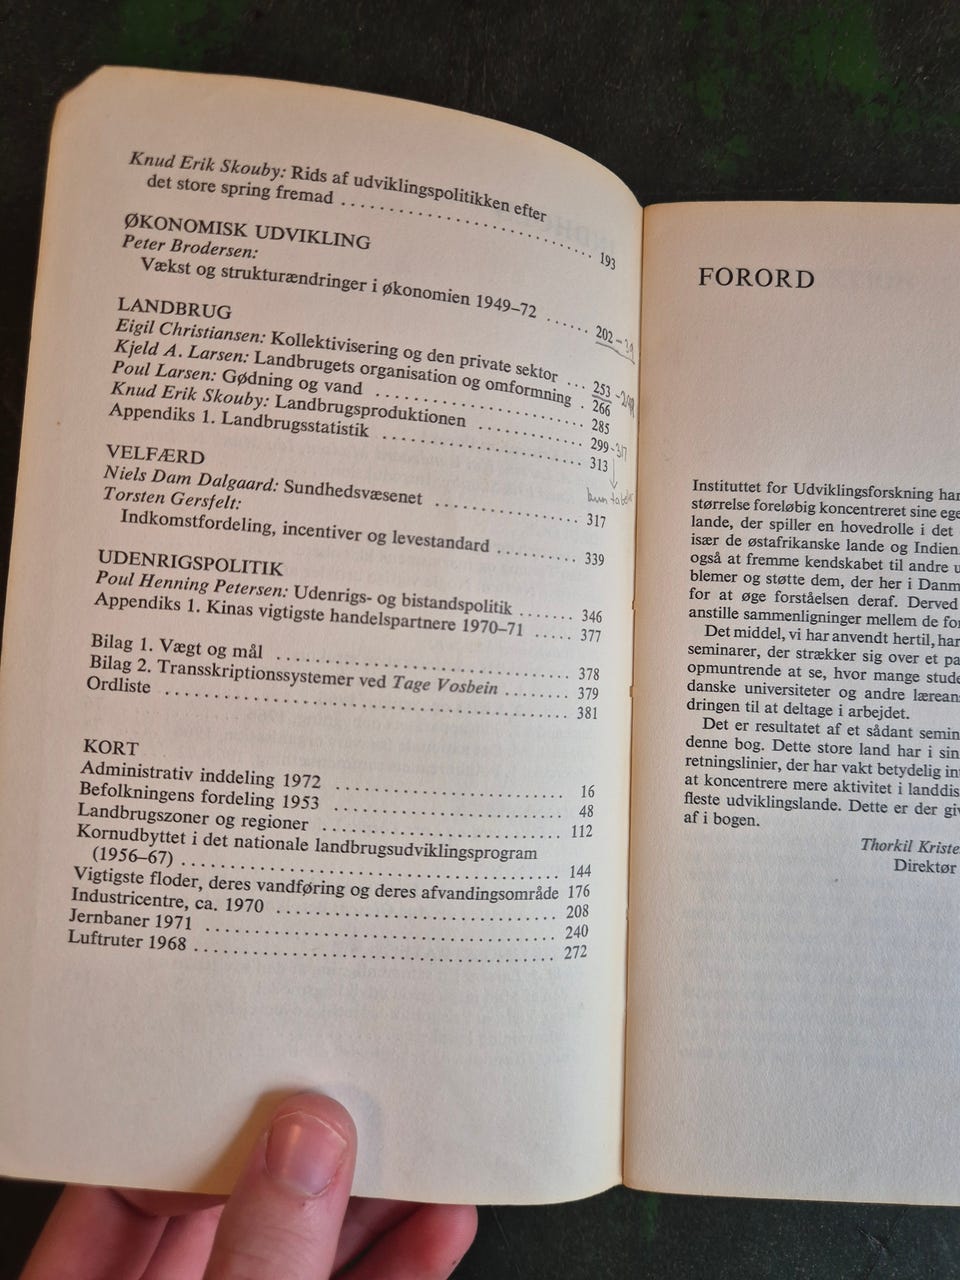 Knud Erik Skouby: Rids af udviklingspolitikken efter
det store spring fremad . . . . . . . . . . . . . . . . . . . . . . . . . . . . 193
ØKONOMISK UDVIKLING
Peter Brodersen:
Vækst og strukturændringer i økonomien 1949–72 . . . . . . 202
LANDBRUG
Eigil Christiansen: Kollektivisering og den private sektor . . . 253
Kjeld A. Larsen: Landbrugets organisation og omformning . 266
Poul Larsen: Gødning og vand . . . . . . . . . . . . . . . . . . . . . . . 285
Knud Erik Skouby: Landbrugsproduktionen . . . . . . . . . . . . 299-317
Appendiks 1. Landbrugsstatistik . . . . . . . . . . . . . . . . . . . . . . 313
VELFÆRD
Niels Dam Dalgaard: Sundhedsvæsenet . . . . . . . . . . . . . . . . . 317
Torsten Gersfelt:
Indkomstfordeling, incentiver og levestandard . . . . . . . . . . 339
UDENRIGSPOLITIK
Poul Henning Petersen: Udenrigs- og bistandspolitik . . . . . . . 346
Appendiks 1. Kinas vigtigste handelspartnere 1970–71 . . . . . 377
Bilag 1. Vægt og mål . . . . . . . . . . . . . . . . . . . . . . . . . . . . . . . . 378
Bilag 2. Transskriptionssystemer ved Tage Vosbein . . . . . . . . 379
Ordliste . . . . . . . . . . . . . . . . . . . . . . . . . . . . . . . . . . . . . . . . . . . 381
KORT
Administrativ inddeling 1972 . . . . . . . . . . . . . . . . . . . . . . . . . 16
Befolkningens fordeling 1953 . . . . . . . . . . . . . . . . . . . . . . . . . 48
Landbrugszoner og regioner . . . . . . . . . . . . . . . . . . . . . . . . . . 112
Kornudbyttet i det nationale landbrugsudviklingsprogram
(1956–67) . . . . . . . . . . . . . . . . . . . . . . . . . . . . . . . . . . . . . . . . 144
Vigtigste floder, deres vandføring og deres afvandingsområde 176
Industricentre, ca. 1970 . . . . . . . . . . . . . . . . . . . . . . . . . . . . . . 208
Jernbaner 1971 . . . . . . . . . . . . . . . . . . . . . . . . . . . . . . . . . . . . . 240
Luftruter 1968 . . . . . . . . . . . . . . . . . . . . . . . . . . . . . . . . . . . . . . 272
FORORD
Instituttet for Udviklingsforskning har
størrelse foreløbig koncentreret sine ege
lande, der spiller en hovedrolle i det
især de østafrikanske lande og Indien.
også at fremme kendskabet til andre u
blemer og støtte dem, der her i Danm
for at øge forståelsen deraf. Derved
anstille sammenligninger mellem de for
Det middel, vi har anvendt hertil, har
seminarer, der strækker sig over et pa
opmuntrende at se, hvor mange stude
danske universiteter og andre læreans
dringen til at deltage i arbejdet.
Det er resultatet af et sådant semin
denne bog. Dette store land har i sin
retningslinier, der har vakt betydelig in
at koncentrere mere aktivitet i landdis
fleste udviklingslande. Dette er der giv
af i bogen.
Thorkil Kriste
Direktør